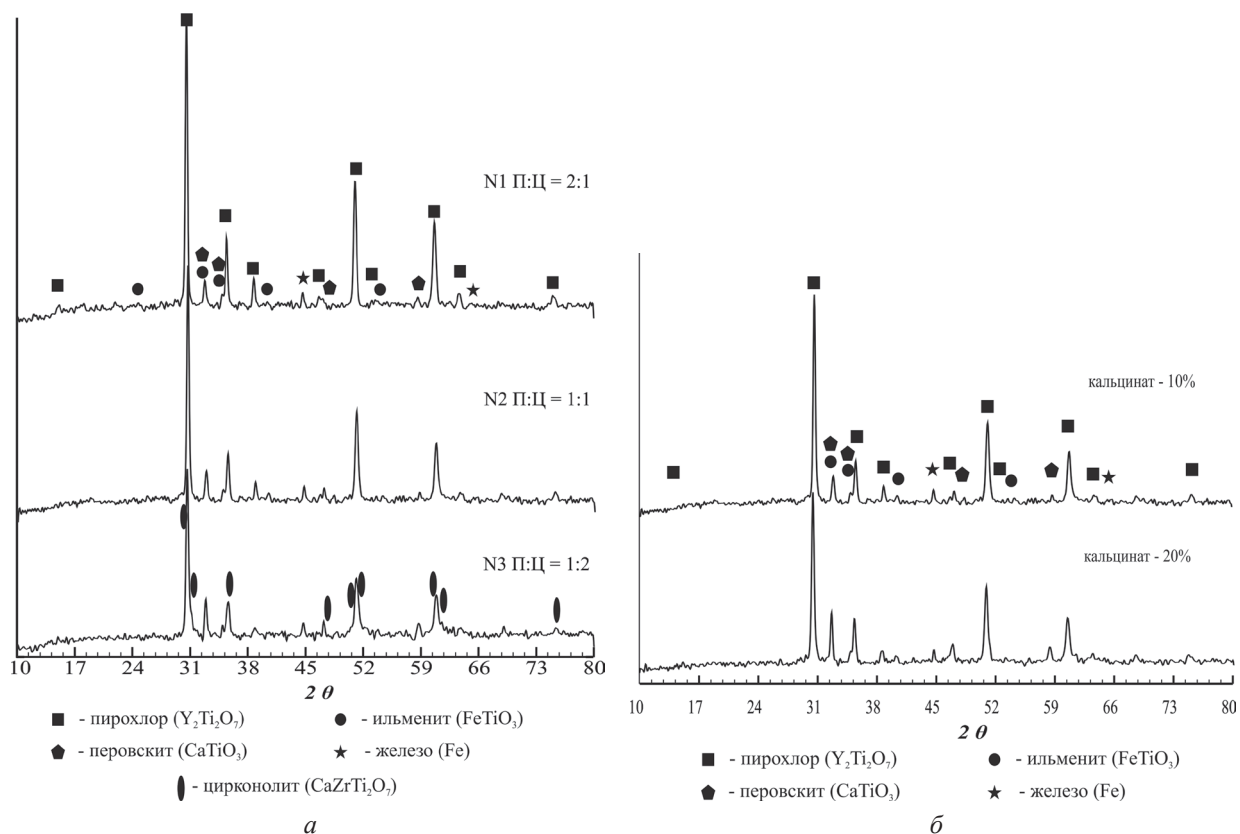 N1 П:Ц = 2:1
N2 П:Ц = 1:1
N3 П:Ц = 1:2
10 17 24 31 38 45 52 59 66 73 80
2 θ
- пирохлор (Y₂Ti₂O₇)
- ильменит (FeTiO₃)
- перовскит (CaTiO₃)
- железо (Fe)
- цирконолит (CaZrTi₂O₇)
а
кальцинат - 10%
кальцинат - 20%
10 17 24 31 38 45 52 59 66 73 80
2 θ
- пирохлор (Y₂Ti₂O₇)
- ильменит (FeTiO₃)
- перовскит (CaTiO₃)
- железо (Fe)
б